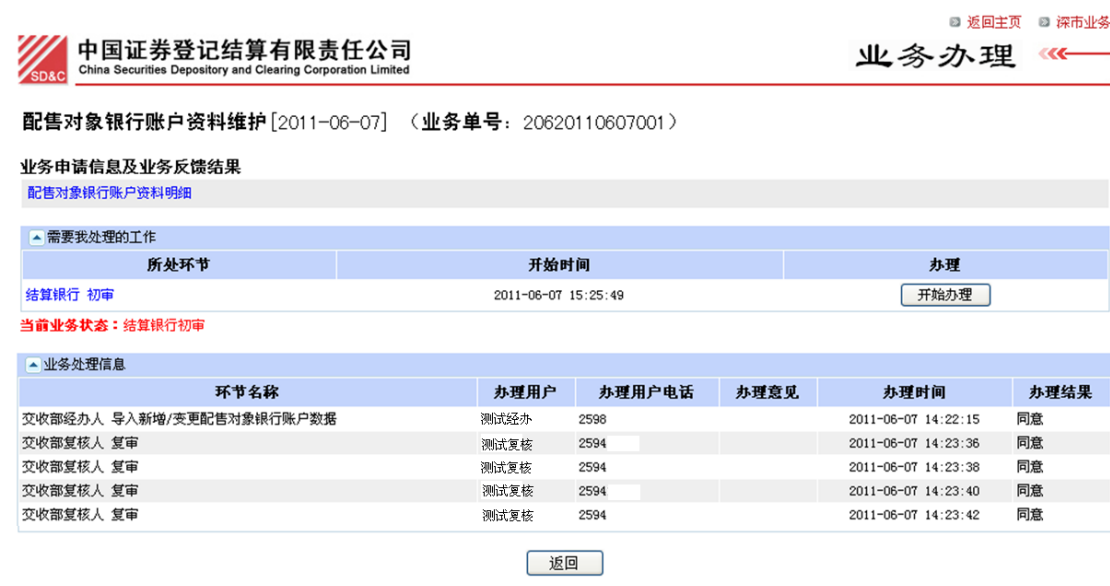 返回主页 深市业务
SD&C 中国证券登记结算有限责任公司
China Securities Depository and Clearing Corporation Limited
业务办理
配售对象银行账户资料维护[2011-06-07] （业务单号：20620110607001）
业务申请信息及业务反馈结果
配售对象银行账户资料明细
需要我处理的工作
所处环节 开始时间 办理
结算银行 初审 2011-06-07 15:25:49 开始办理
当前业务状态：结算银行初审
业务处理信息
环节名称 办理用户 办理用户电话 办理意见 办理时间 办理结果
交收部经办人 导入新增/变更配售对象银行账户数据 测试经办 2598 2011-06-07 14:22:15 同意
交收部复核人 复审 测试复核 2594 2011-06-07 14:23:36 同意
交收部复核人 复审 测试复核 2594 2011-06-07 14:23:38 同意
交收部复核人 复审 测试复核 2594 2011-06-07 14:23:40 同意
交收部复核人 复审 测试复核 2594 2011-06-07 14:23:42 同意
返回